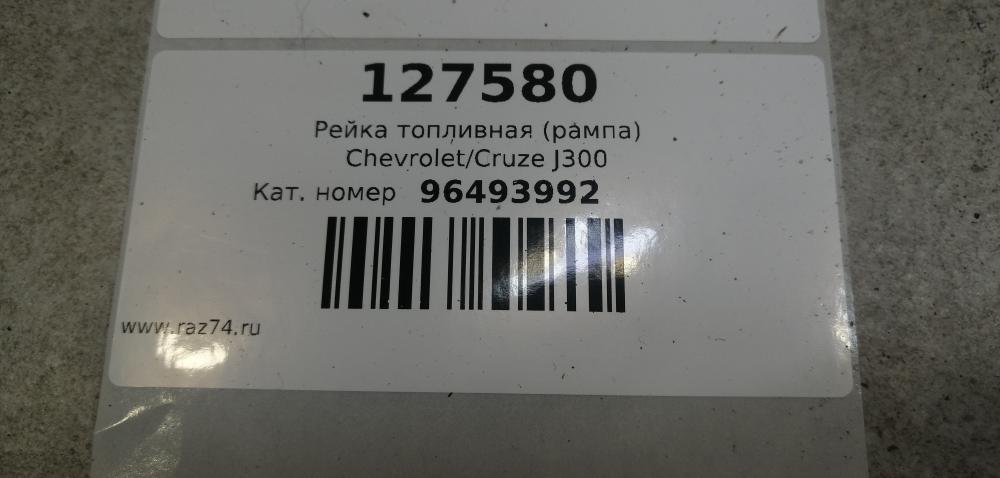 127580
Рейка топливная (рампа)
Chevrolet/Cruze J300
Кат. номер 96493992
www.raz74.ru